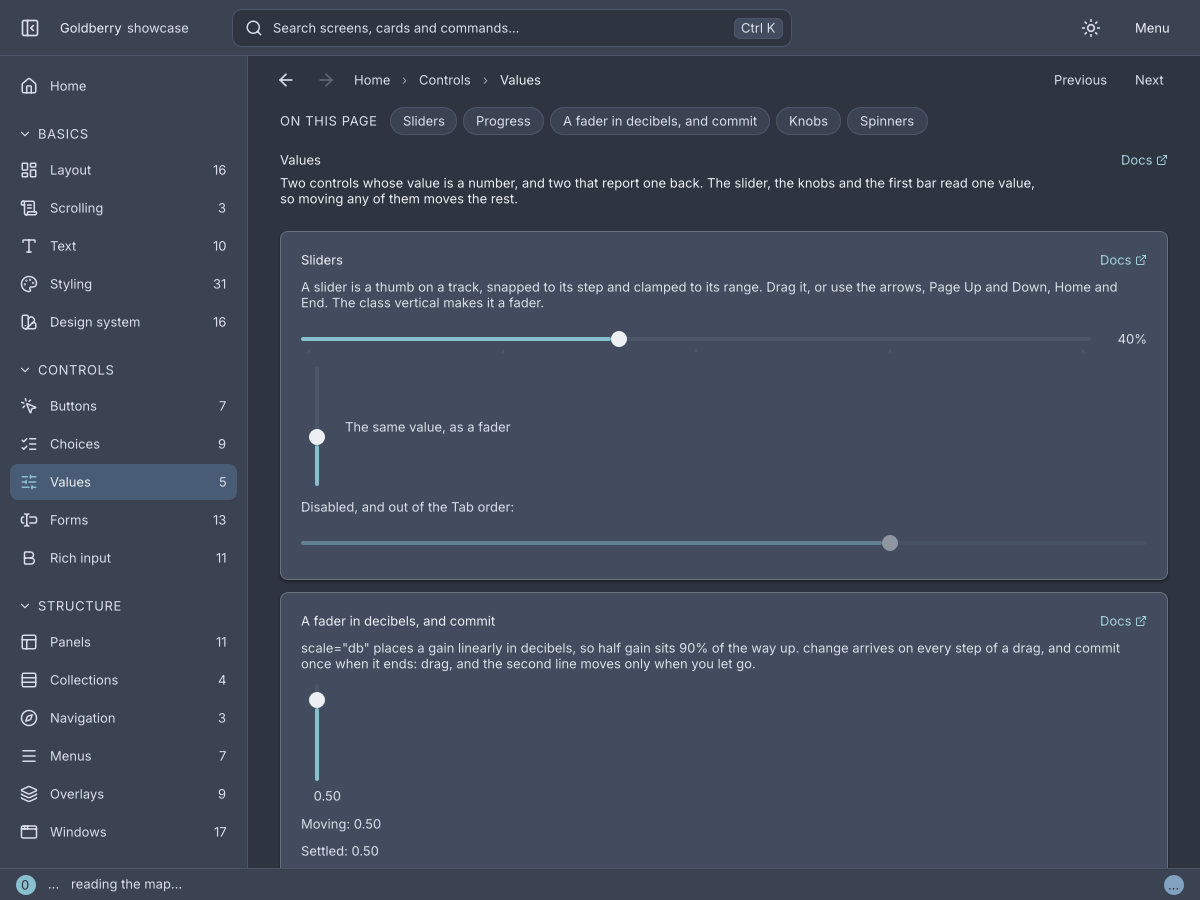 Goldberry showcase
Search screens, cards and commands...
Ctrl K
Menu
Home
BASICS
Layout 16
Scrolling 3
Text 10
Styling 31
Design system 16
CONTROLS
Buttons 7
Choices 9
Values 5
Forms 13
Rich input 11
STRUCTURE
Panels 11
Collections 4
Navigation 3
Menus 7
Overlays 9
Windows 17
Home › Controls › Values
Previous Next
ON THIS PAGE Sliders Progress A fader in decibels, and commit Knobs Spinners
Values Docs
Two controls whose value is a number, and two that report one back. The slider, the knobs and the first bar read one value,
so moving any of them moves the rest.
Sliders Docs
A slider is a thumb on a track, snapped to its step and clamped to its range. Drag it, or use the arrows, Page Up and Down, Home and
End. The class vertical makes it a fader.
40%
The same value, as a fader
Disabled, and out of the Tab order:
A fader in decibels, and commit Docs
scale="db" places a gain linearly in decibels, so half gain sits 90% of the way up. change arrives on every step of a drag, and commit
once when it ends: drag, and the second line moves only when you let go.
0.50
Moving: 0.50
Settled: 0.50
0 ... reading the map... ...